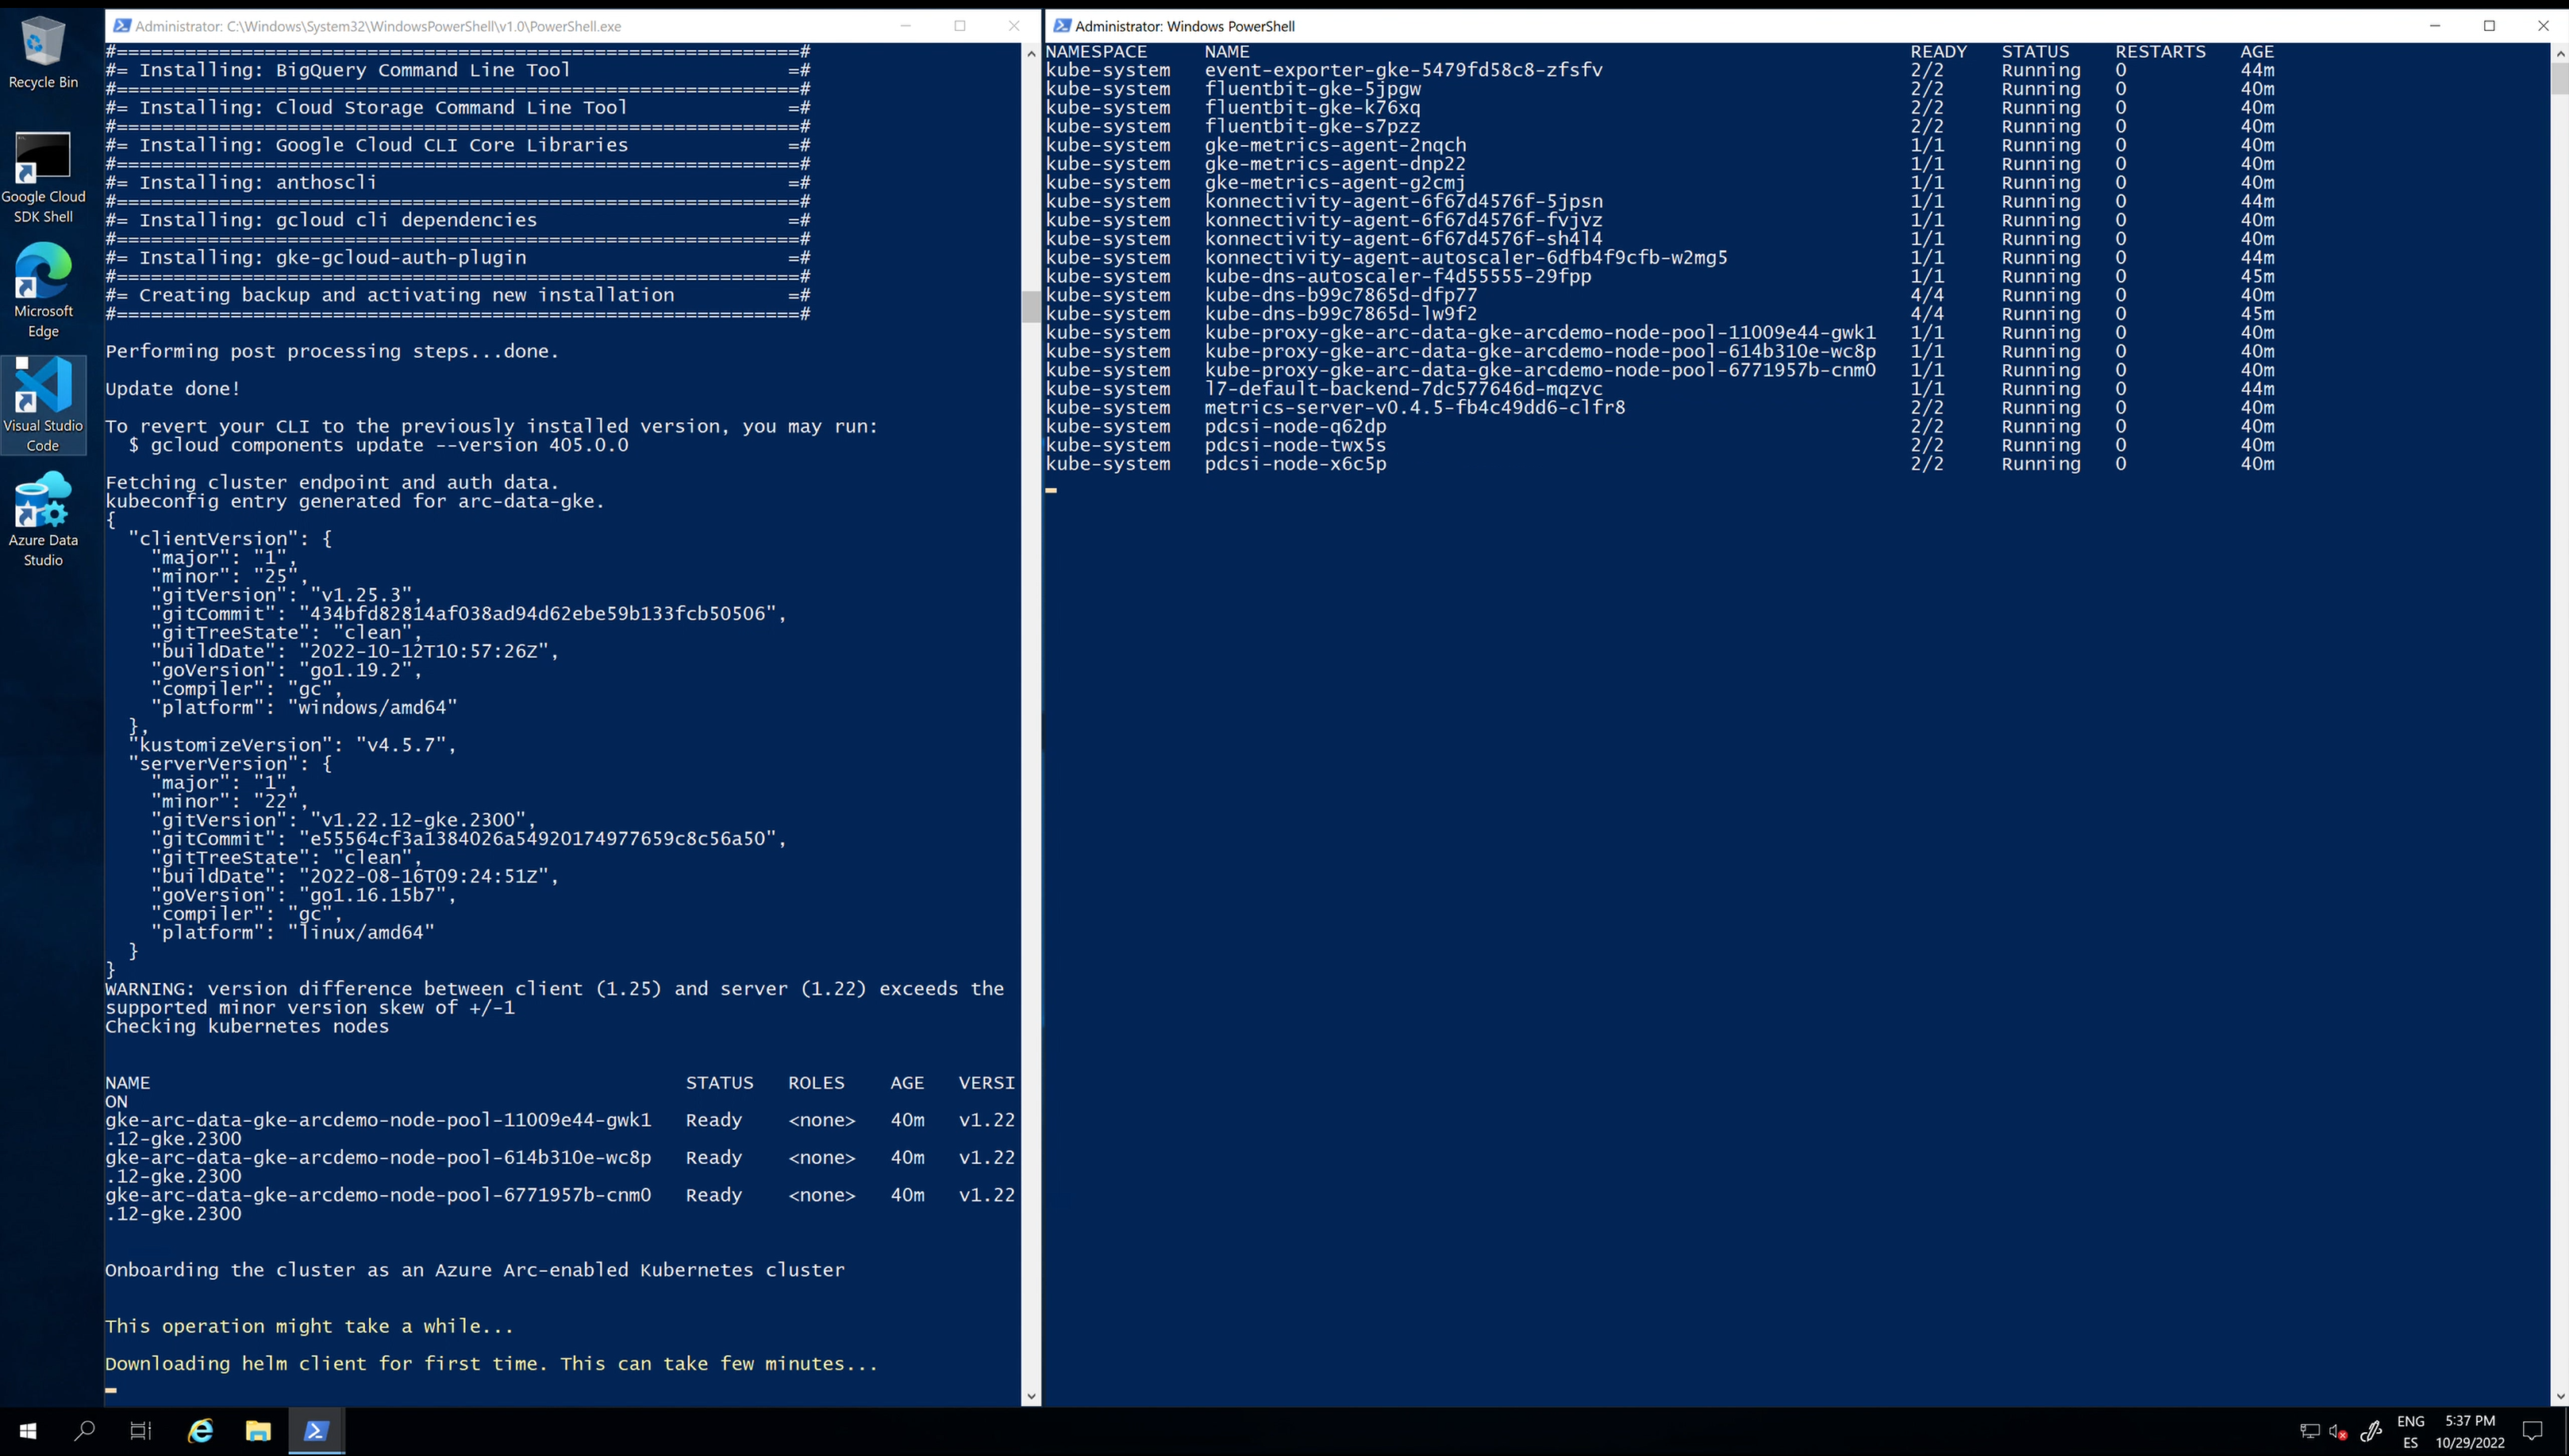 Recycle Bin
Google Cloud
SDK Shell
Microsoft
Edge
Visual Studio
Code
Azure Data
Studio
Administrator: C:\Windows\System32\WindowsPowerShell\v1.0\PowerShell.exe
#=============================================================#
#= Installing: BigQuery Command Line Tool                   =#
#=============================================================#
#= Installing: Cloud Storage Command Line Tool              =#
#=============================================================#
#= Installing: Google Cloud CLI Core Libraries              =#
#=============================================================#
#= Installing: anthoscli                                    =#
#=============================================================#
#= Installing: gcloud cli dependencies                      =#
#=============================================================#
#= Installing: gke-gcloud-auth-plugin                       =#
#=============================================================#
#= Creating backup and activating new installation          =#
#=============================================================#
Performing post processing steps...done.
Update done!
To revert your CLI to the previously installed version, you may run:
$ gcloud components update --version 405.0.0
Fetching cluster endpoint and auth data.
kubeconfig entry generated for arc-data-gke.
{
"clientVersion": {
"major": "1",
"minor": "25",
"gitVersion": "v1.25.3",
"gitCommit": "434bfd82814af038ad94d62ebe59b133fcb50506",
"gitTreeState": "clean",
"buildDate": "2022-10-12T10:57:26Z",
"goVersion": "go1.19.2",
"compiler": "gc",
"platform": "windows/amd64"
},
"kustomizeVersion": "v4.5.7",
"serverVersion": {
"major": "1",
"minor": "22",
"gitVersion": "v1.22.12-gke.2300",
"gitCommit": "e55564cf3a1384026a54920174977659c8c56a50",
"gitTreeState": "clean",
"buildDate": "2022-08-16T09:24:51Z",
"goVersion": "go1.16.15b7",
"compiler": "gc",
"platform": "linux/amd64"
}
}
WARNING: version difference between client (1.25) and server (1.22) exceeds the
supported minor version skew of +/-1
Checking kubernetes nodes
NAME STATUS ROLES AGE VERSI
ON
gke-arc-data-gke-arcdemo-node-pool-11009e44-gwk1 Ready <none> 40m v1.22
.12-gke.2300
gke-arc-data-gke-arcdemo-node-pool-614b310e-wc8p Ready <none> 40m v1.22
.12-gke.2300
gke-arc-data-gke-arcdemo-node-pool-6771957b-cnm0 Ready <none> 40m v1.22
.12-gke.2300
Onboarding the cluster as an Azure Arc-enabled Kubernetes cluster
This operation might take a while...
Downloading helm client for first time. This can take few minutes...
Administrator: Windows PowerShell
NAMESPACE NAME READY STATUS RESTARTS AGE
kube-system event-exporter-gke-5479fd58c8-zfsfv 2/2 Running 0 44m
kube-system fluentbit-gke-5jpgw 2/2 Running 0 40m
kube-system fluentbit-gke-k76xq 2/2 Running 0 40m
kube-system fluentbit-gke-s7pzz 2/2 Running 0 40m
kube-system gke-metrics-agent-2nqch 1/1 Running 0 40m
kube-system gke-metrics-agent-dnp22 1/1 Running 0 40m
kube-system gke-metrics-agent-g2cmj 1/1 Running 0 40m
kube-system konnectivity-agent-6f67d4576f-5jpsn 1/1 Running 0 44m
kube-system konnectivity-agent-6f67d4576f-fvjvz 1/1 Running 0 40m
kube-system konnectivity-agent-6f67d4576f-sh4l4 1/1 Running 0 40m
kube-system konnectivity-agent-autoscaler-6dfb4f9cfb-w2mg5 1/1 Running 0 44m
kube-system kube-dns-autoscaler-f4d55555-29fpp 1/1 Running 0 45m
kube-system kube-dns-b99c7865d-dfp77 4/4 Running 0 40m
kube-system kube-dns-b99c7865d-lw9f2 4/4 Running 0 45m
kube-system kube-proxy-gke-arc-data-gke-arcdemo-node-pool-11009e44-gwk1 1/1 Running 0 40m
kube-system kube-proxy-gke-arc-data-gke-arcdemo-node-pool-614b310e-wc8p 1/1 Running 0 40m
kube-system kube-proxy-gke-arc-data-gke-arcdemo-node-pool-6771957b-cnm0 1/1 Running 0 40m
kube-system l7-default-backend-7dc577646d-mqzvc 1/1 Running 0 44m
kube-system metrics-server-v0.4.5-fb4c49dd6-clfr8 2/2 Running 0 40m
kube-system pdcsi-node-q62dp 2/2 Running 0 40m
kube-system pdcsi-node-twx5s 2/2 Running 0 40m
kube-system pdcsi-node-x6c5p 2/2 Running 0 40m
ENG
ES
5:37 PM
10/29/2022